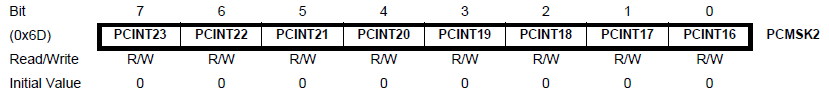 Bit 7 6 5 4 3 2 1 0
(0x6D) PCINT23 PCINT22 PCINT21 PCINT20 PCINT19 PCINT18 PCINT17 PCINT16 PCMSK2
Read/Write R/W R/W R/W R/W R/W R/W R/W R/W
Initial Value 0 0 0 0 0 0 0 0